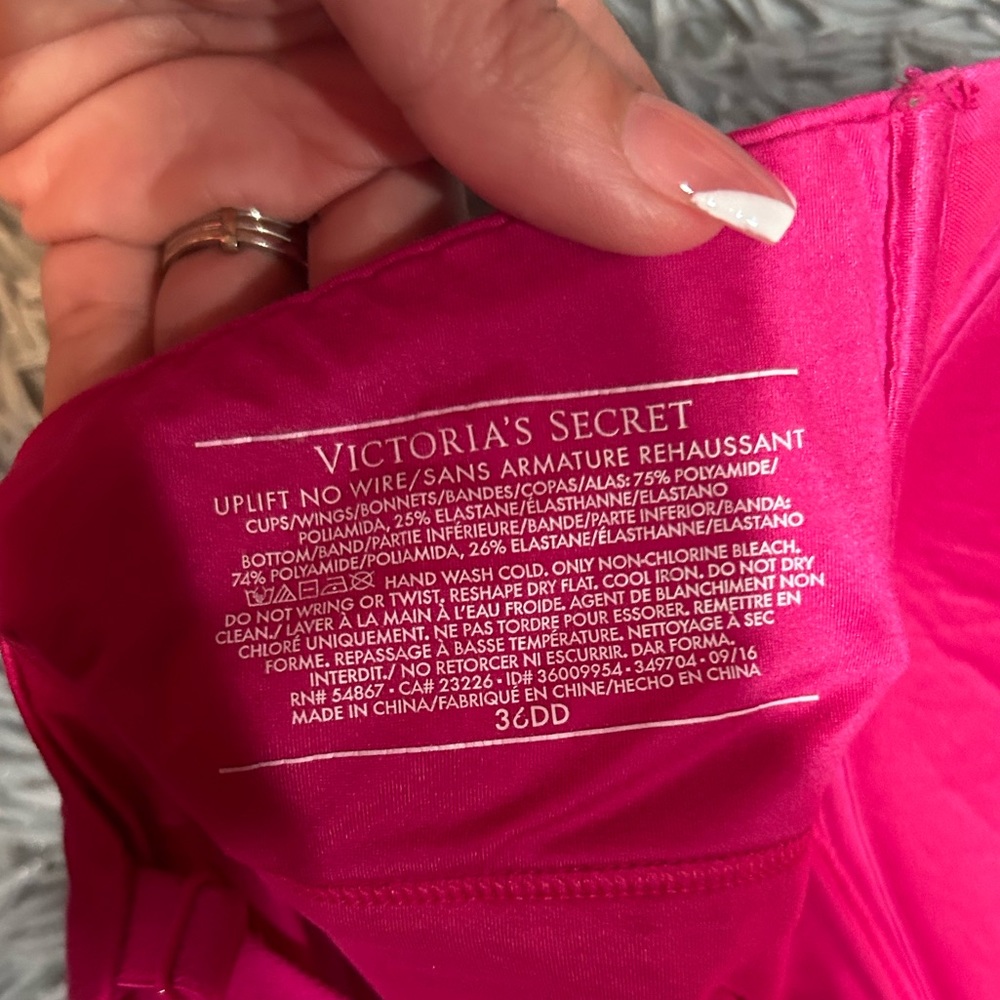 VICTORIA'S SECRET
UPLIFT NO WIRE/SANS ARMATURE REHAUSSANT
CUPS/WINGS/BONNETS/BANDES/COPAS/ALAS: 75% POLYAMIDE/
POLIAMIDA, 25% ELASTANE/ÉLASTHANNE/ELASTANO
BOTTOM/BAND/PARTIE INFÉRIEURE/BANDE/PARTE INFERIOR/BANDA:
74% POLYAMIDE/POLIAMIDA, 26% ELASTANE/ÉLASTHANNE/ELASTANO
HAND WASH COLD. ONLY NON-CHLORINE BLEACH.
DO NOT WRING OR TWIST. RESHAPE DRY FLAT. COOL IRON. DO NOT DRY
CLEAN./ LAVER À LA MAIN À L'EAU FROIDE. AGENT DE BLANCHIMENT NON
CHLORÉ UNIQUEMENT. NE PAS TORDRE POUR ESSORER. REMETTRE EN
FORME. REPASSAGE À BASSE TEMPÉRATURE. NETTOYAGE À SEC
INTERDIT./ NO RETORCER NI ESCURRIR. DAR FORMA.
RN# 54867 • CA# 23226 • ID# 36009954 • 349704 • 09/16
MADE IN CHINA/FABRIQUÉ EN CHINE/HECHO EN CHINA
36DD